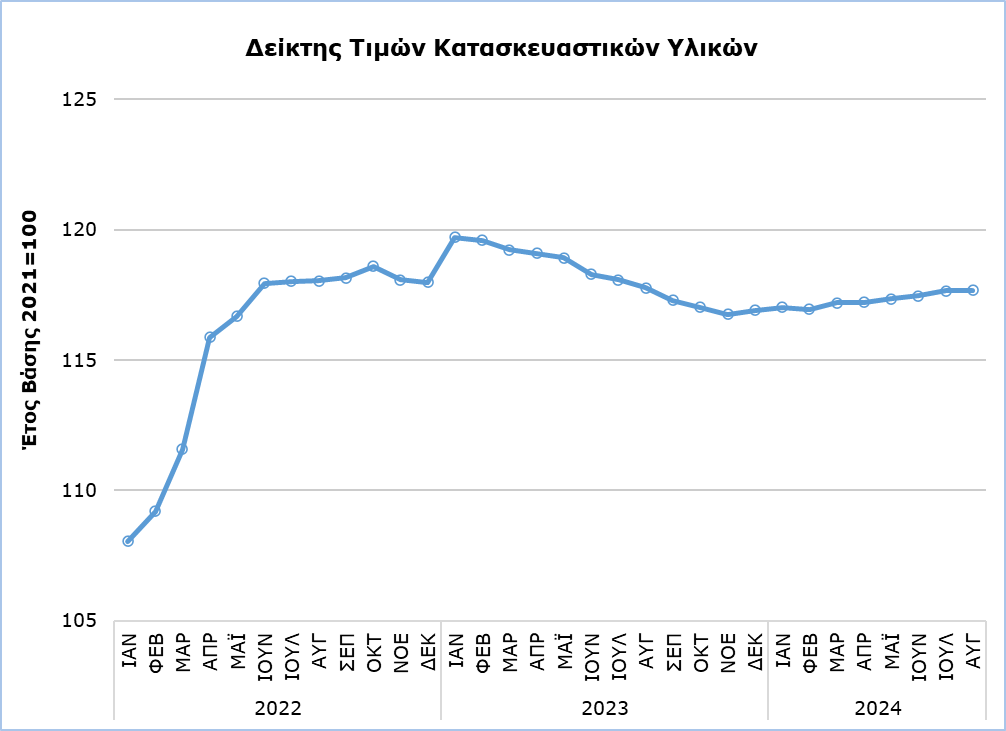 Δείκτης Τιμών Κατασκευαστικών Υλικών
Έτος Βάσης 2021=100
125
120
115
110
105
ΙΑΝ ΦΕΒ ΜΑΡ ΑΠΡ ΜΑΪ ΙΟΥΝ ΙΟΥΛ ΑΥΓ ΣΕΠ ΟΚΤ ΝΟΕ ΔΕΚ ΙΑΝ ΦΕΒ ΜΑΡ ΑΠΡ ΜΑΪ ΙΟΥΝ ΙΟΥΛ ΑΥΓ ΣΕΠ ΟΚΤ ΝΟΕ ΔΕΚ ΙΑΝ ΦΕΒ ΜΑΡ ΑΠΡ ΜΑΪ ΙΟΥΝ ΙΟΥΛ ΑΥΓ
2022 2023 2024